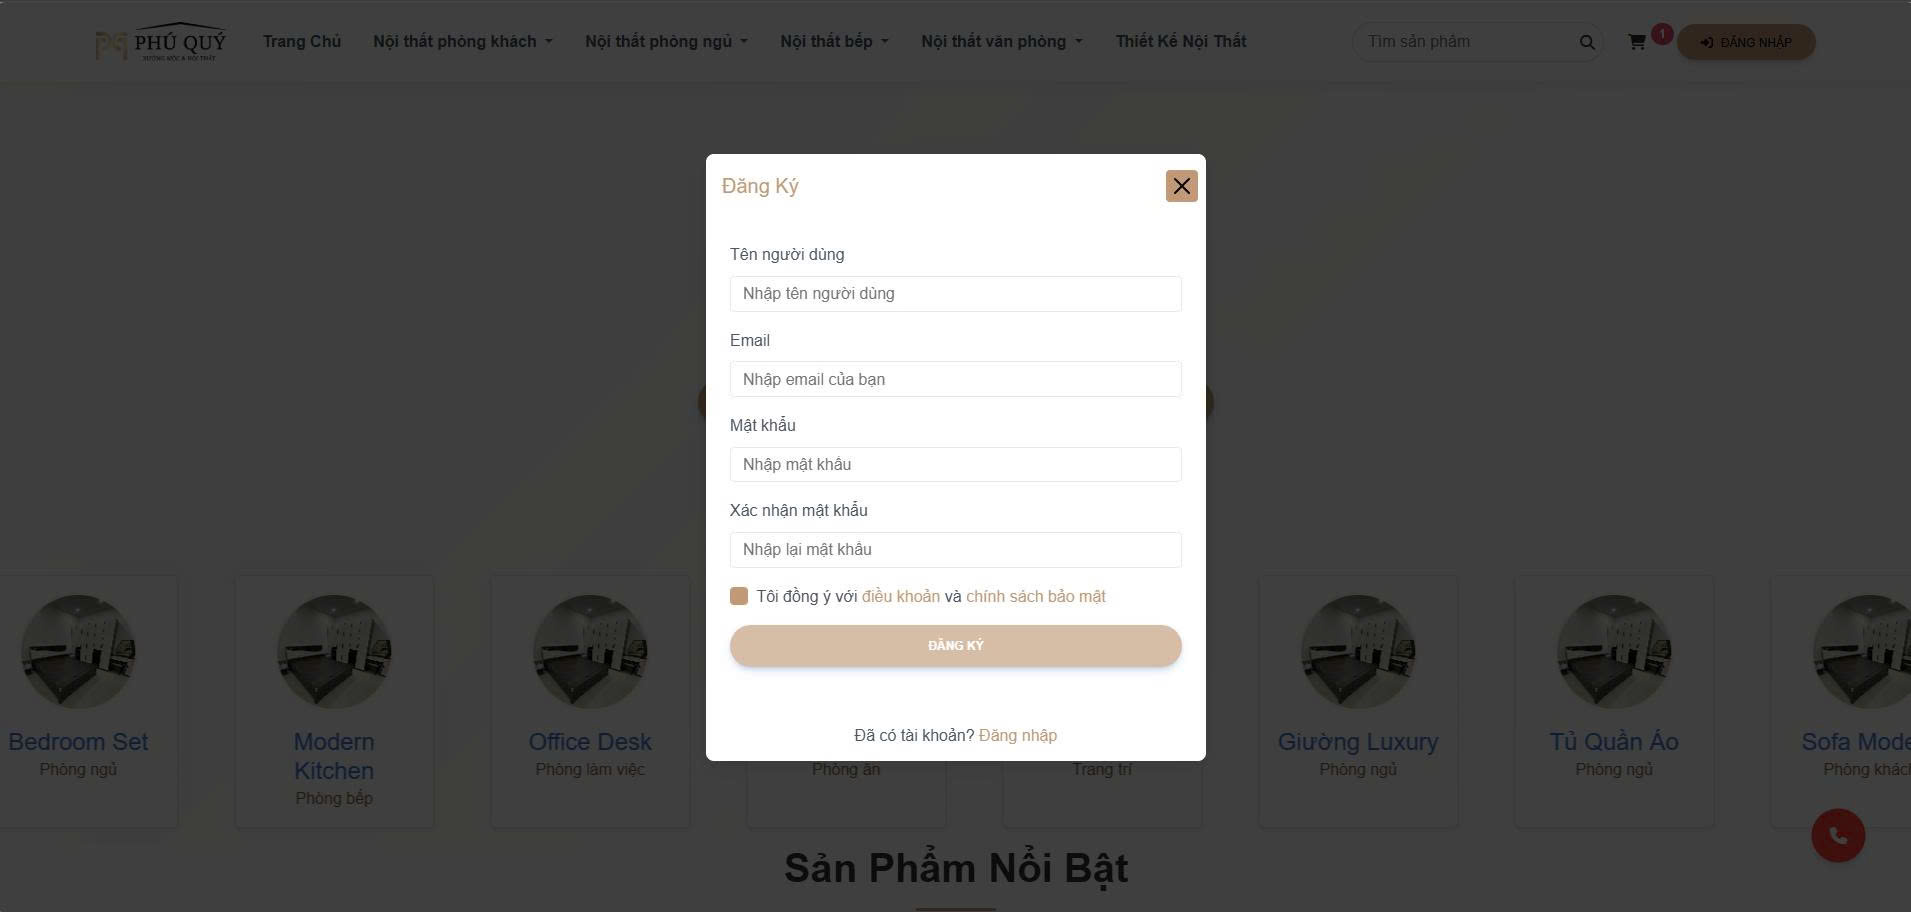 PHÚ QUÝ
XƯỞNG MỘC & NỘI THẤT
Trang Chủ
Nội thất phòng khách
Nội thất phòng ngủ
Nội thất bếp
Nội thất văn phòng
Thiết Kế Nội Thất
Tìm sản phẩm
1
ĐĂNG NHẬP
Đăng Ký
Tên người dùng
Nhập tên người dùng
Email
Nhập email của bạn
Mật khẩu
Nhập mật khẩu
Xác nhận mật khẩu
Nhập lại mật khẩu
Tôi đồng ý với điều khoản và chính sách bảo mật
ĐĂNG KÝ
Đã có tài khoản? Đăng nhập
Bedroom Set
Phòng ngủ
Modern
Kitchen
Phòng bếp
Office Desk
Phòng làm việc
Phòng ăn
Trang trí
Giường Luxury
Phòng ngủ
Tủ Quần Áo
Phòng ngủ
Sofa Mode
Phòng khách
Sản Phẩm Nổi Bật